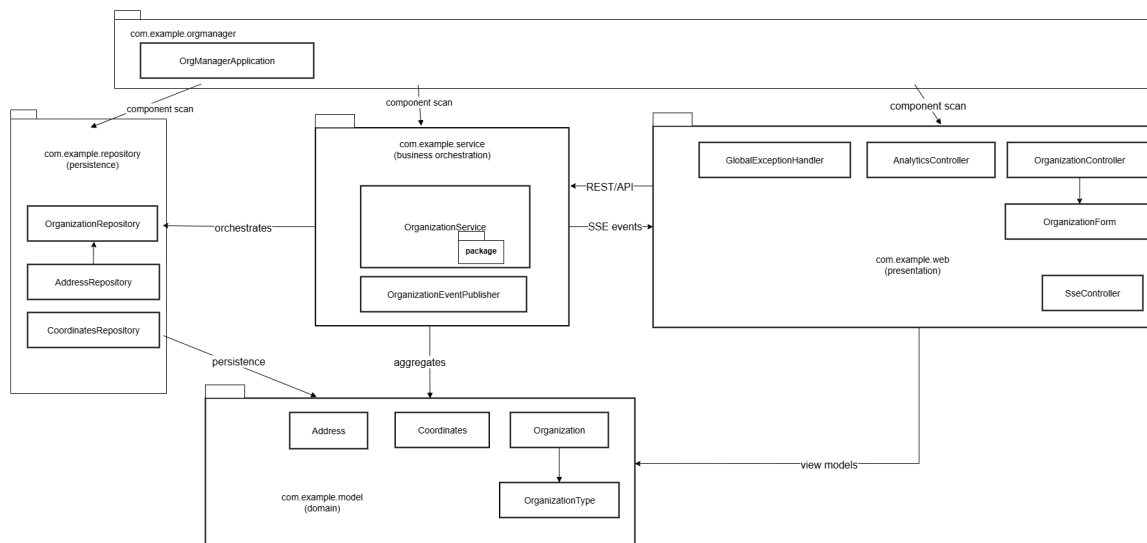 com.example.orgmanager
OrgManagerApplication
component scan
component scan
component scan
com.example.repository
(persistence)
OrganizationRepository
AddressRepository
CoordinatesRepository
orchestrates
com.example.service
(business orchestration)
OrganizationService
package
OrganizationEventPublisher
REST/API
SSE events
GlobalExceptionHandler
AnalyticsController
OrganizationController
OrganizationForm
com.example.web
(presentation)
SseController
persistence
aggregates
view models
Address
Coordinates
Organization
com.example.model
(domain)
OrganizationType